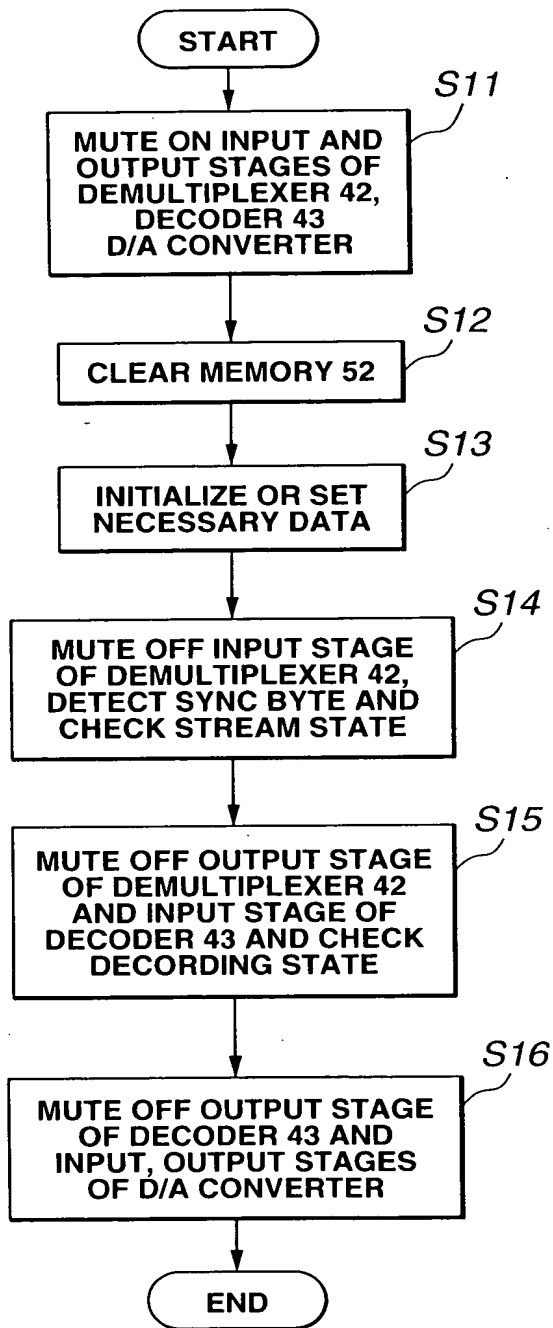 START
S11
MUTE ON INPUT AND
OUTPUT STAGES OF
DEMULTIPLEXER 42,
DECODER 43
D/A CONVERTER
S12
CLEAR MEMORY 52
S13
INITIALIZE OR SET
NECESSARY DATA
S14
MUTE OFF INPUT STAGE
OF DEMULTIPLEXER 42,
DETECT SYNC BYTE AND
CHECK STREAM STATE
S15
MUTE OFF OUTPUT STAGE
OF DEMULTIPLEXER 42
AND INPUT STAGE OF
DECODER 43 AND CHECK
DECORDING STATE
S16
MUTE OFF OUTPUT STAGE
OF DECODER 43 AND
INPUT, OUTPUT STAGES
OF D/A CONVERTER
END